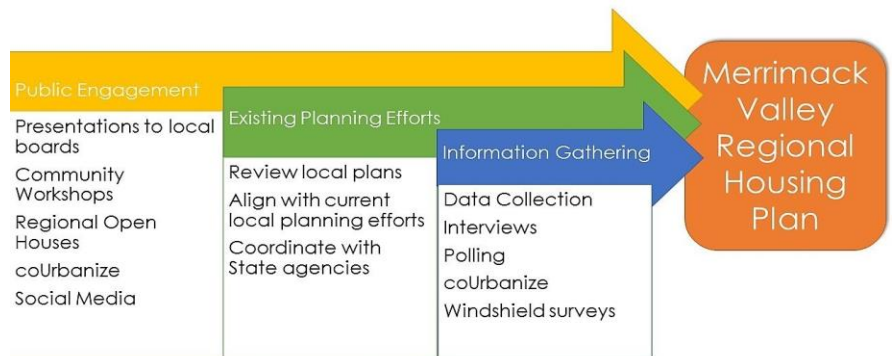 Public Engagement
Presentations to local
boards
Community
Workshops
Regional Open
Houses
coUrbanize
Social Media
Existing Planning Efforts
Review local plans
Align with current
local planning efforts
Coordinate with
State agencies
Information Gathering
Data Collection
Interviews
Polling
coUrbanize
Windshield surveys
Merrimack
Valley
Regional
Housing
Plan